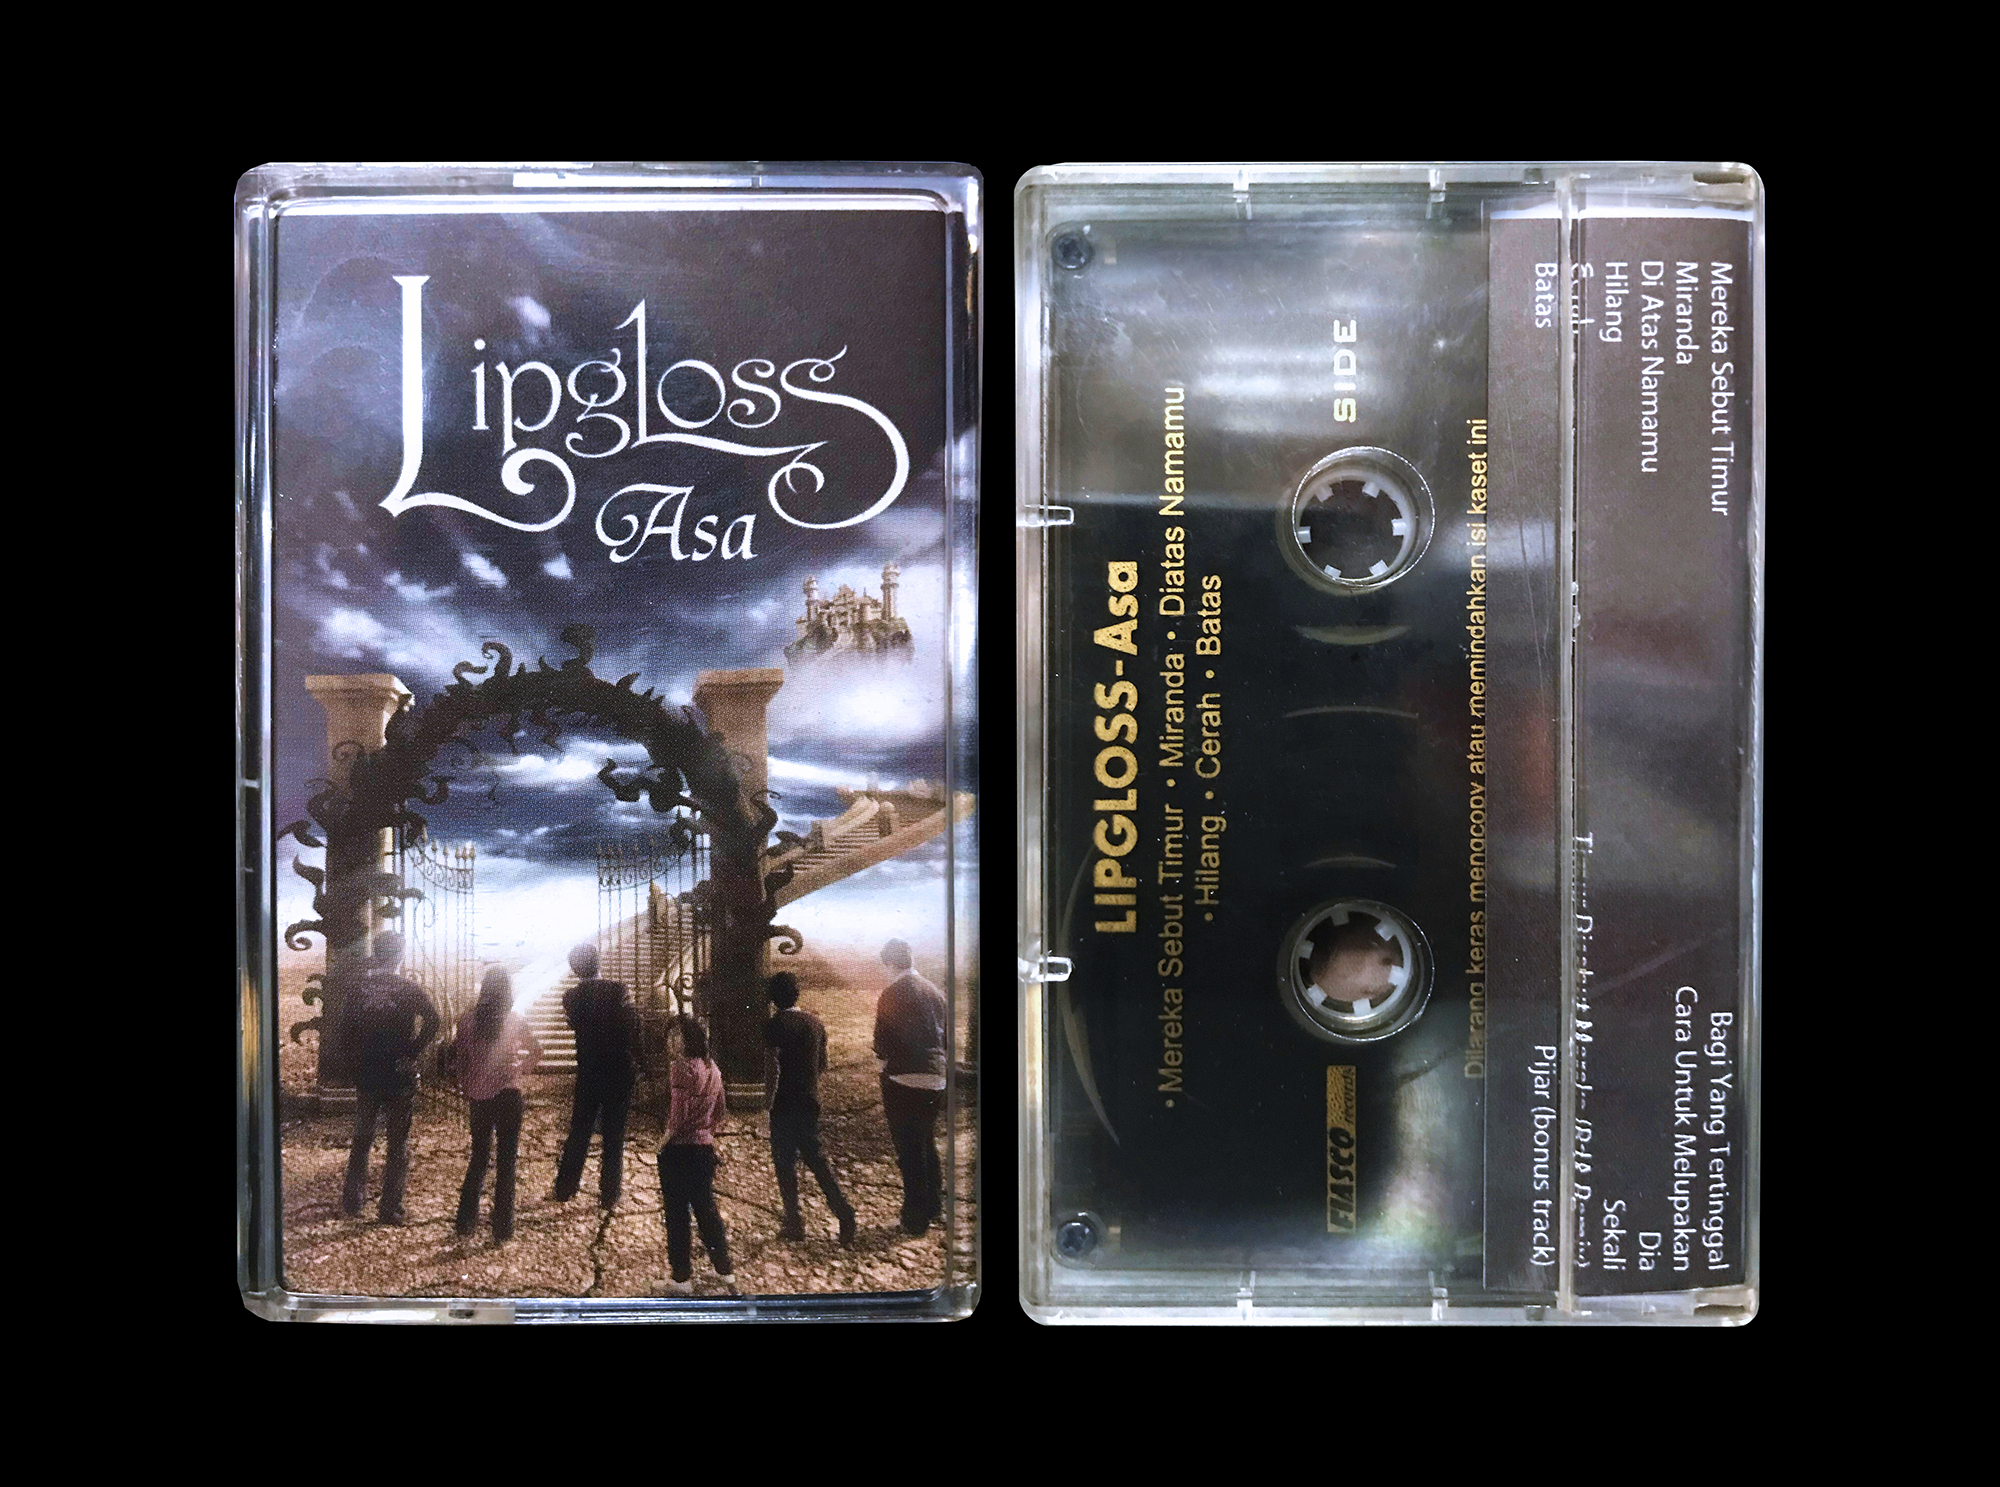 Lipgloss
Asa
LIPGLOSS-Asa
• Mereka Sebut Timur • Miranda • Diatas Namamu
• Hilang • Cerah • Batas
SIDE
FIASCO
records
Dilarang keras mengcopy atau memindahkan isi kaset ini
Mereka Sebut Timur
Miranda
Di Atas Namamu
Hilang
Cerah
Batas
Bagi Yang Tertinggal
Cara Untuk Melupakan
Dia
Sekali
Pijar (bonus track)